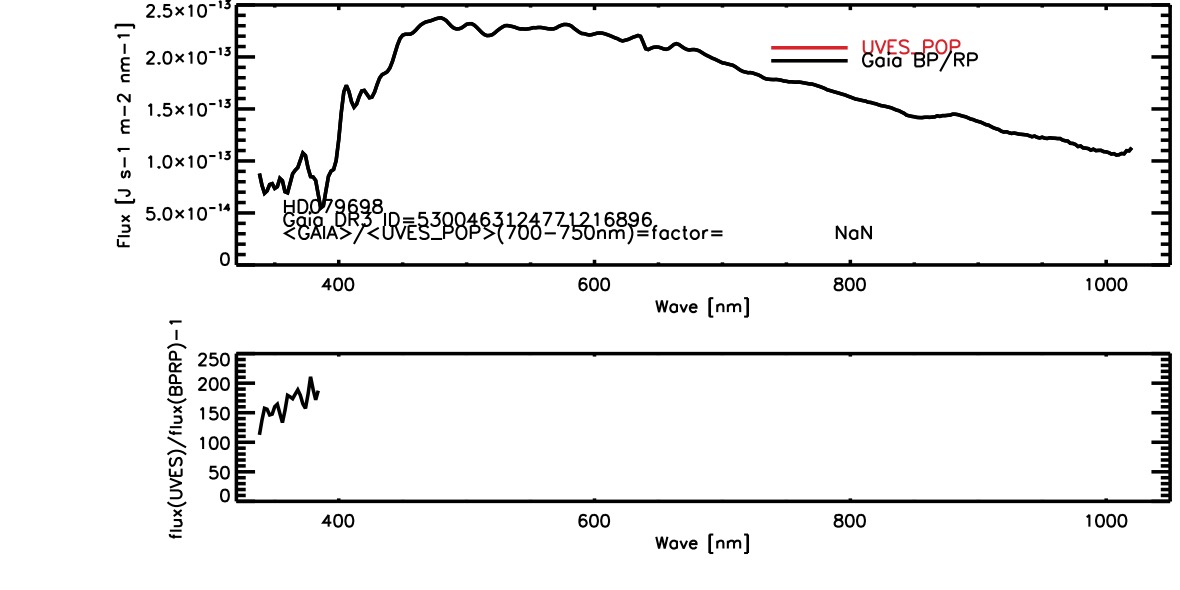 2.5×10−13
2.0×10−13
1.5×10−13
1.0×10−13
5.0×10−14
0
Flux [J s−1 m−2 nm−1]
UVES_POP
Gaia BP/RP
HD079698
Gaia DR3 ID=5300463124771216896
<GAIA>/<UVES_POP>(700−750nm)=factor= NaN
400 600 800 1000
Wave [nm]
flux(UVES)/flux(BPRP)−1
250
200
150
100
50
0
400 600 800 1000
Wave [nm]